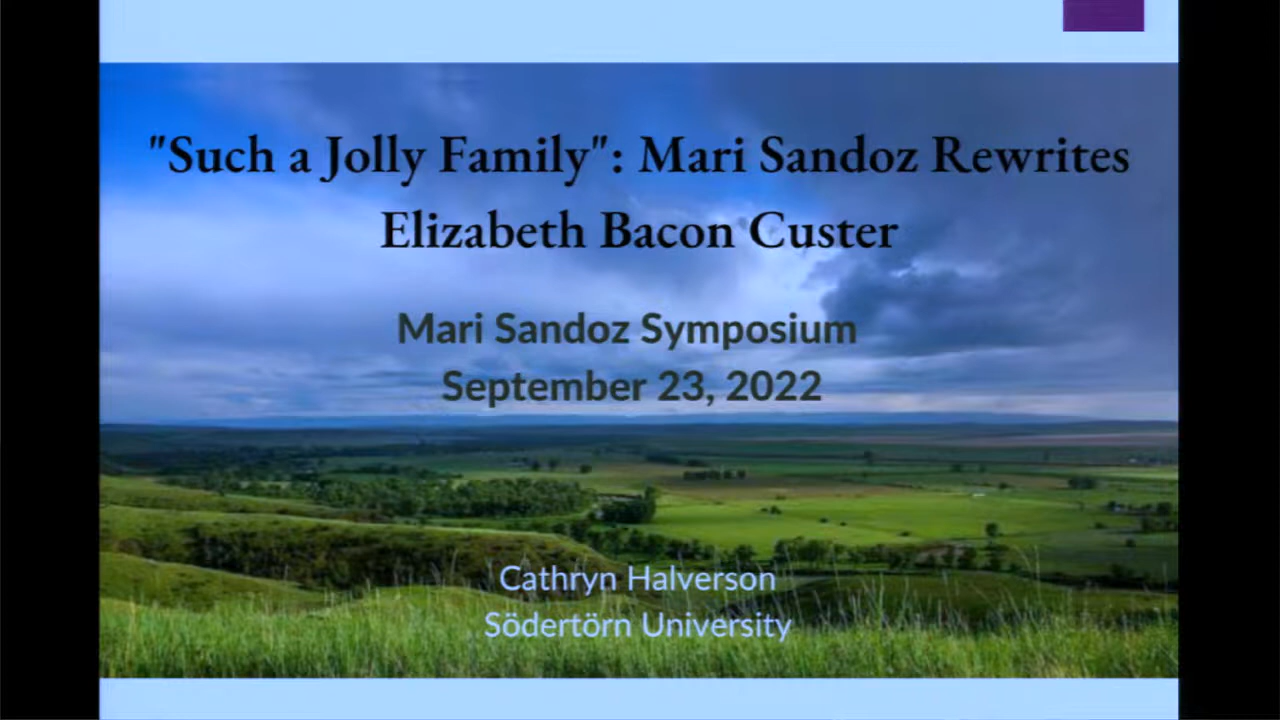 "Such a Jolly Family": Mari Sandoz Rewrites
Elizabeth Bacon Custer
Mari Sandoz Symposium
September 23, 2022
Cathryn Halverson
Södertörn University